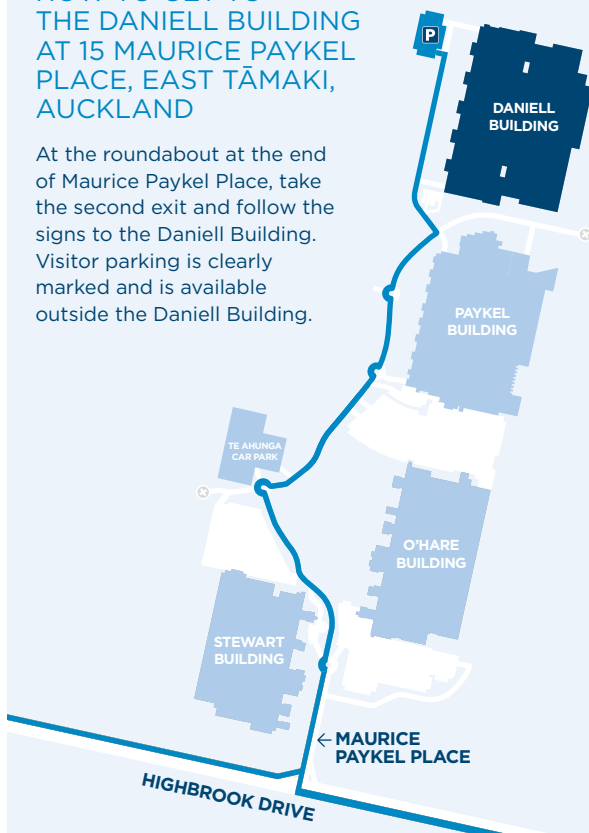 THE DANIELL BUILDING
AT 15 MAURICE PAYKEL
PLACE, EAST TĀMAKI,
AUCKLAND
At the roundabout at the end
of Maurice Paykel Place, take
the second exit and follow the
signs to the Daniell Building.
Visitor parking is clearly
marked and is available
outside the Daniell Building.
P
DANIELL
BUILDING
PAYKEL
BUILDING
TE AHUNGA
CAR PARK
O'HARE
BUILDING
STEWART
BUILDING
← MAURICE
PAYKEL PLACE
HIGHBROOK DRIVE